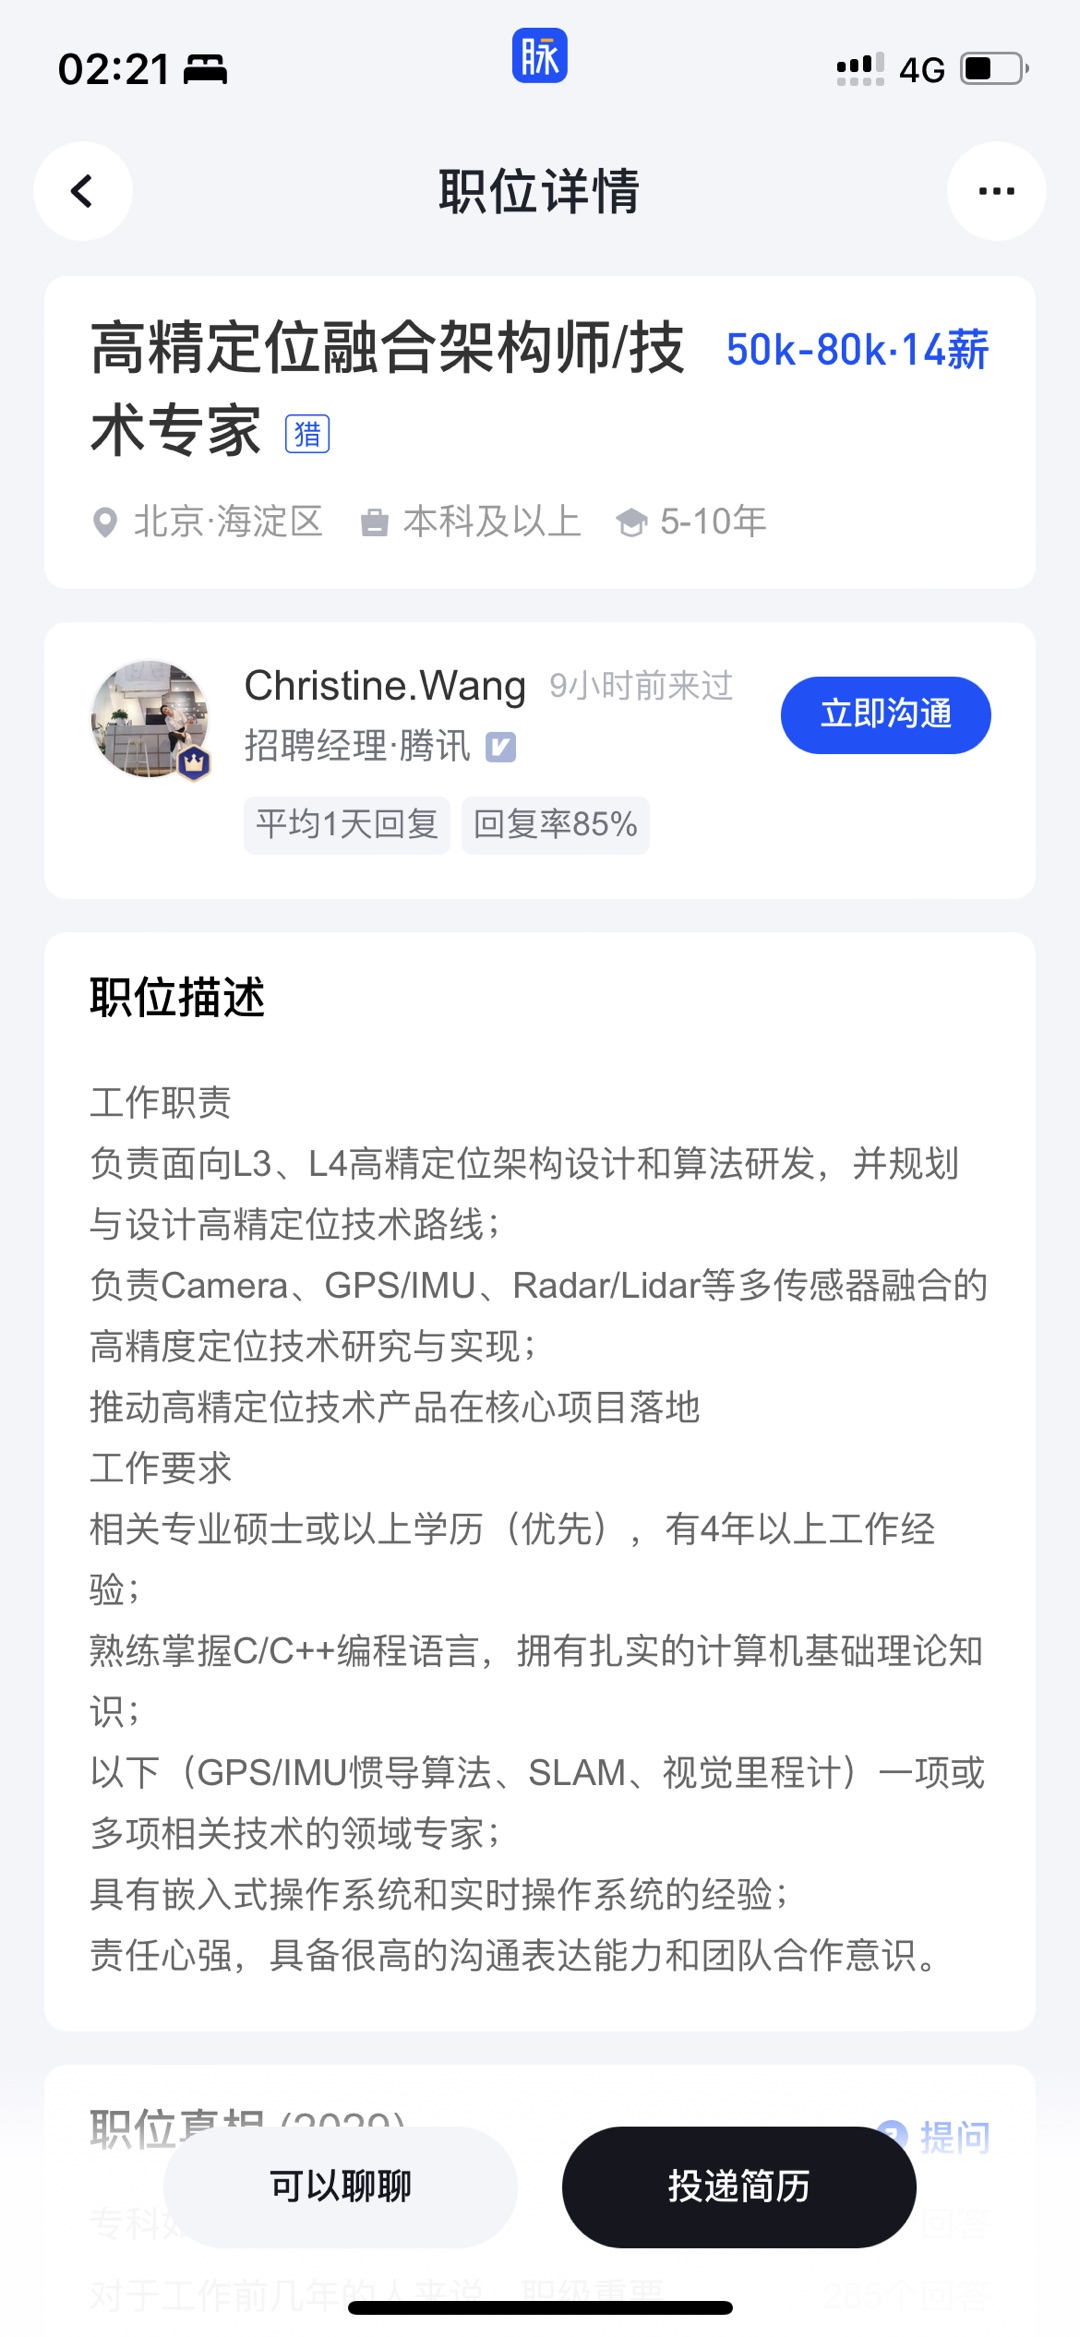 02:21
脉
4G
职位详情
高精定位融合架构师/技
术专家 猎
50k-80k·14薪
北京·海淀区 本科及以上 5-10年
Christine.Wang 9小时前来过
招聘经理·腾讯
立即沟通
平均1天回复 回复率85%
职位描述
工作职责
负责面向L3、L4高精定位架构设计和算法研发，并规划
与设计高精定位技术路线；
负责Camera、GPS/IMU、Radar/Lidar等多传感器融合的
高精度定位技术研究与实现；
推动高精定位技术产品在核心项目落地
工作要求
相关专业硕士或以上学历（优先），有4年以上工作经
验；
熟练掌握C/C++编程语言，拥有扎实的计算机基础理论知
识；
以下（GPS/IMU惯导算法、SLAM、视觉里程计）一项或
多项相关技术的领域专家；
具有嵌入式操作系统和实时操作系统的经验；
责任心强，具备很高的沟通表达能力和团队合作意识。
职位真相 (2029)
提问
可以聊聊
投递简历
专科
回答
对于工作前几年的人来说，职级重要
285个回答